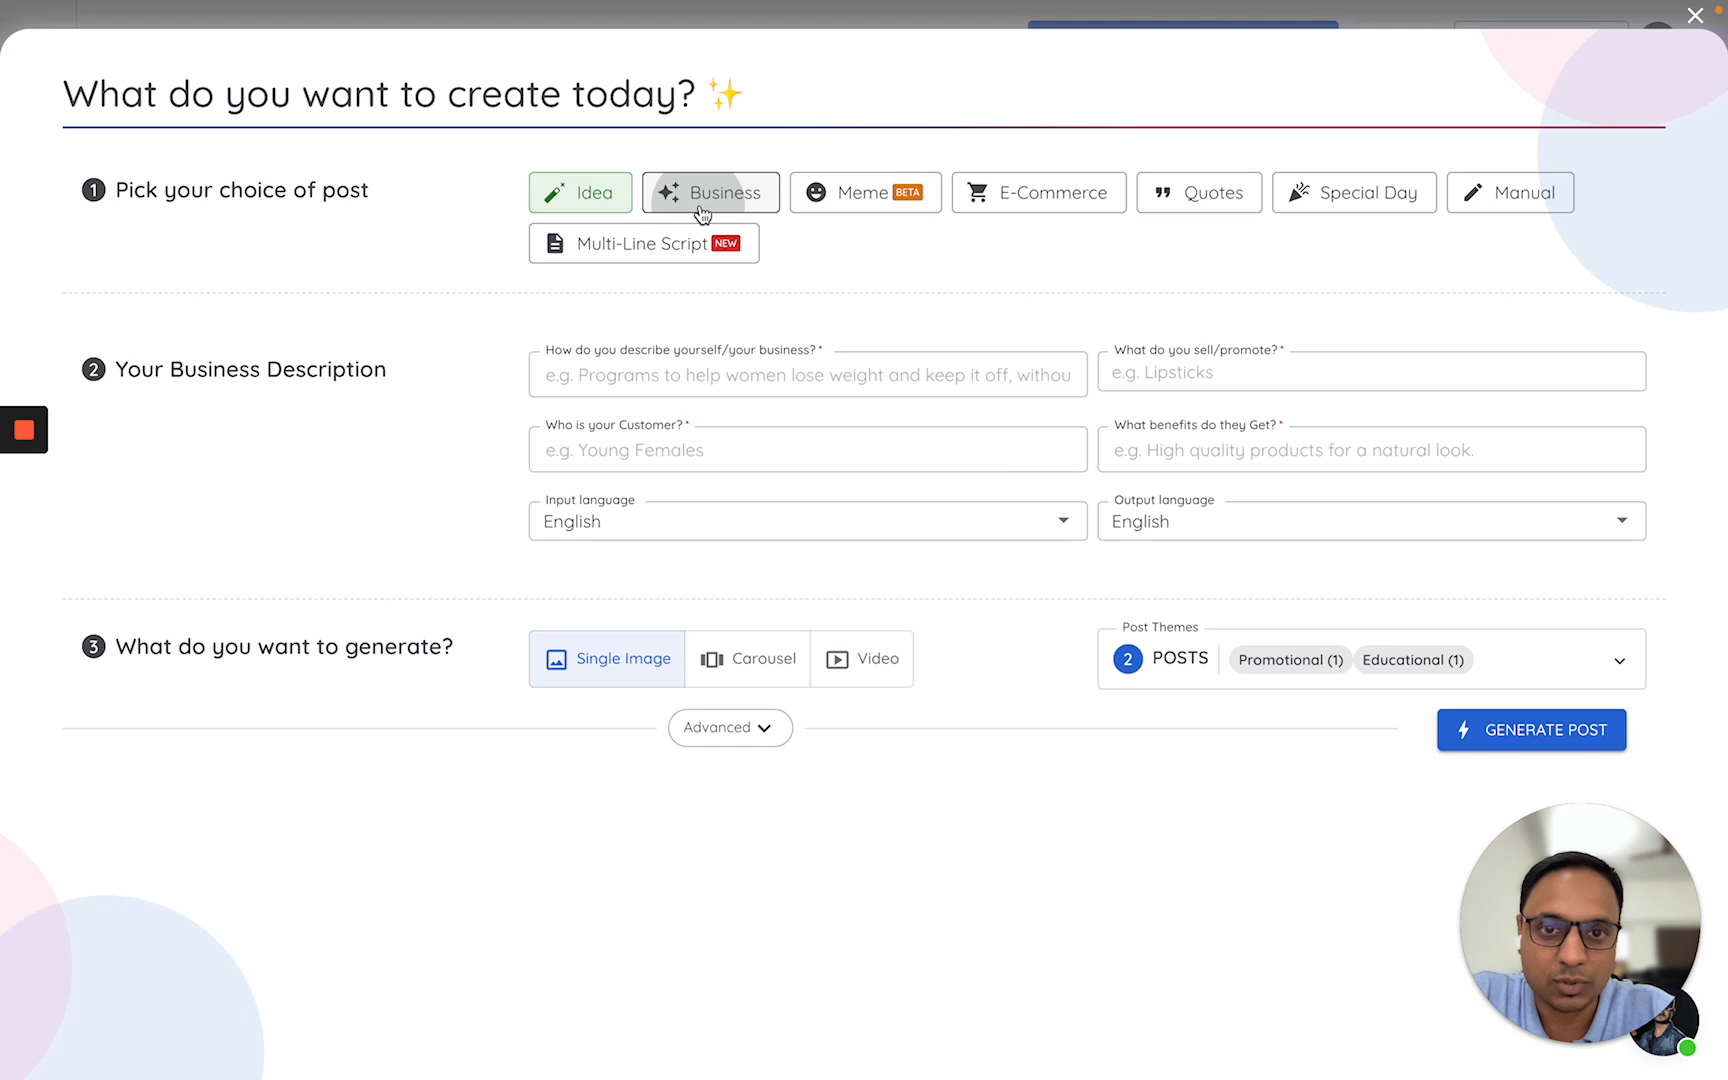 What do you want to create today? ✨
1 Pick your choice of post
Idea Business Meme BETA E-Commerce Quotes Special Day Manual
Multi-Line Script NEW
2 Your Business Description
How do you describe yourself/your business? * What do you sell/promote? *
e.g. Programs to help women lose weight and keep it off, withou e.g. Lipsticks
Who is your Customer? * What benefits do they Get? *
e.g. Young Females e.g. High quality products for a natural look.
Input language Output language
English English
3 What do you want to generate?
Single Image Carousel Video
Post Themes
2 POSTS Promotional (1) Educational (1)
Advanced
GENERATE POST